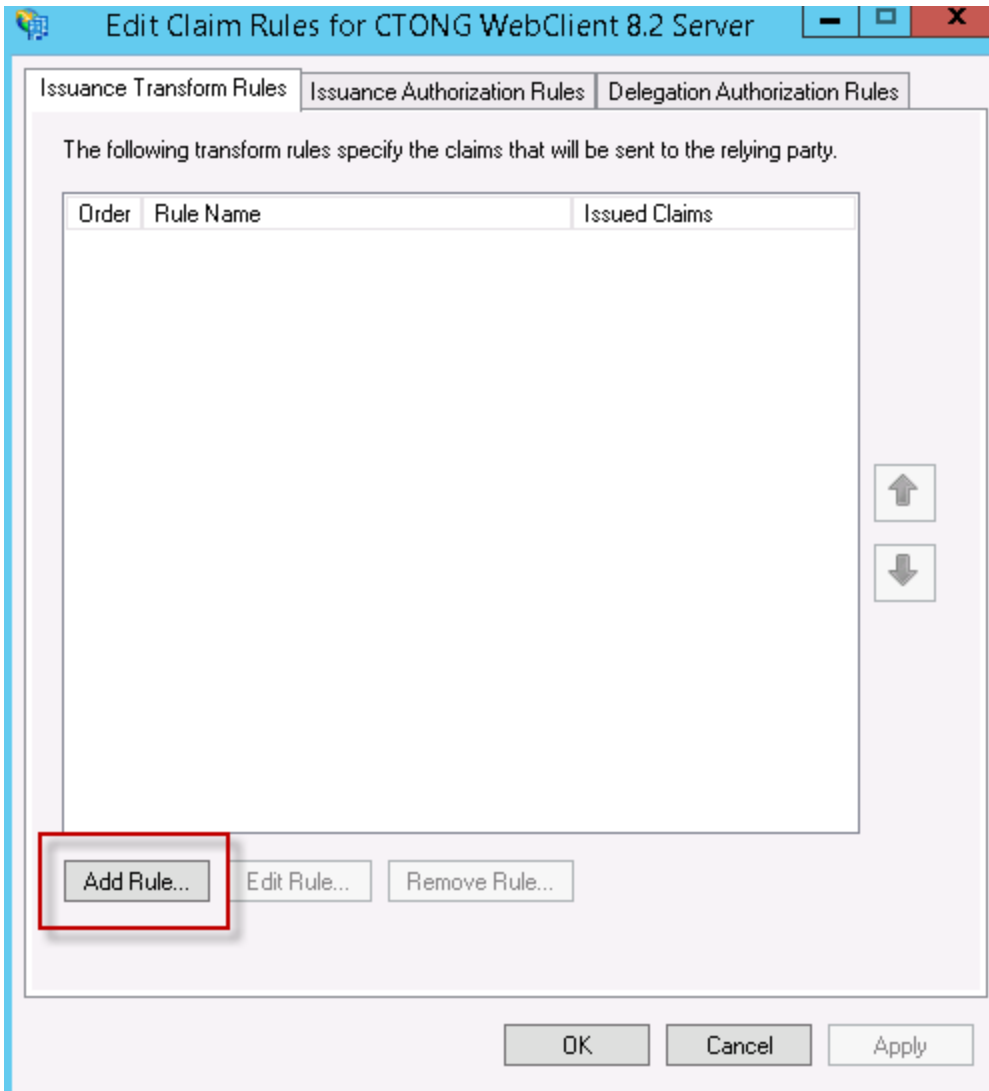 Edit Claim Rules for CTONG WebClient 8.2 Server
Issuance Transform Rules Issuance Authorization Rules Delegation Authorization Rules
The following transform rules specify the claims that will be sent to the relying party.
Order Rule Name Issued Claims
Add Rule... Edit Rule... Remove Rule...
OK Cancel Apply